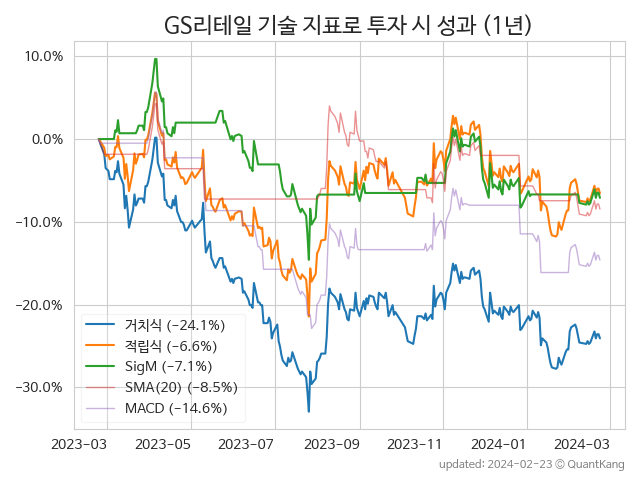 GS리테일 기술 지표로 투자 시 성과 (1년)
10.0%
0.0%
−10.0%
−20.0%
−30.0%
거치식 (−24.1%)
적립식 (−6.6%)
SigM (−7.1%)
SMA(20) (−8.5%)
MACD (−14.6%)
2023-03 2023-05 2023-07 2023-09 2023-11 2024-01 2024-03
updated: 2024-02-23 ⓒ QuantKang